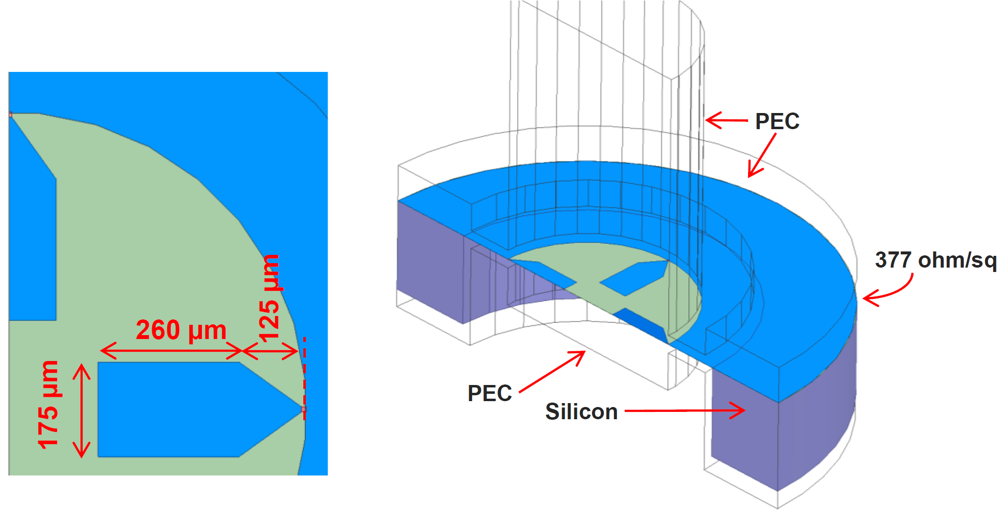 260 µm
125 µm
175 µm
PEC
377 ohm/sq
PEC
Silicon